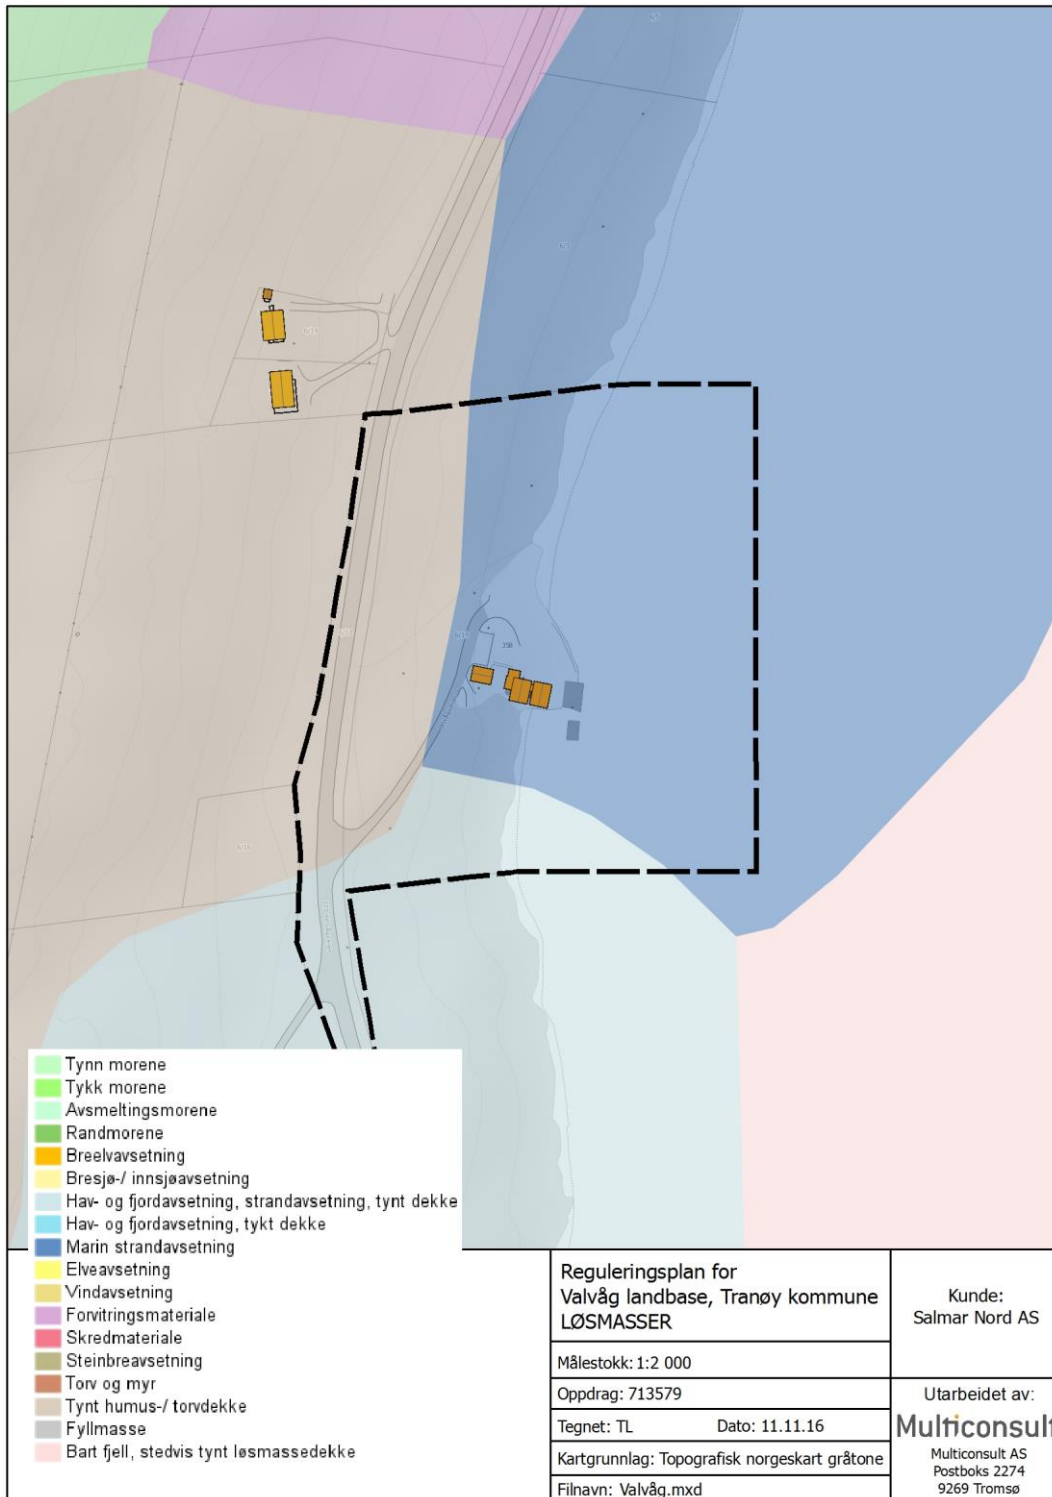 6/14
358
Tynn morene
Tykk morene
Avsmeltingsmorene
Randmorene
Breelvavsetning
Bresjø-/ innsjøavsetning
Hav- og fjordavsetning, strandavsetning, tynt dekke
Hav- og fjordavsetning, tykt dekke
Marin strandavsetning
Elveavsetning
Vindavsetning
Forvitringsmateriale
Skredmateriale
Steinbreavsetning
Torv og myr
Tynt humus-/ torvdekke
Fyllmasse
Bart fjell, stedvis tynt løsmassedekke
Reguleringsplan for
Valvåg landbase, Tranøy kommune
LØSMASSER
Målestokk: 1:2 000
Oppdrag: 713579
Tegnet: TL Dato: 11.11.16
Kartgrunnlag: Topografisk norgeskart gråtone
Filnavn: Valvåg.mxd
Kunde:
Salmar Nord AS
Utarbeidet av:
Multiconsult
Multiconsult AS
Postboks 2274
9269 Tromsø